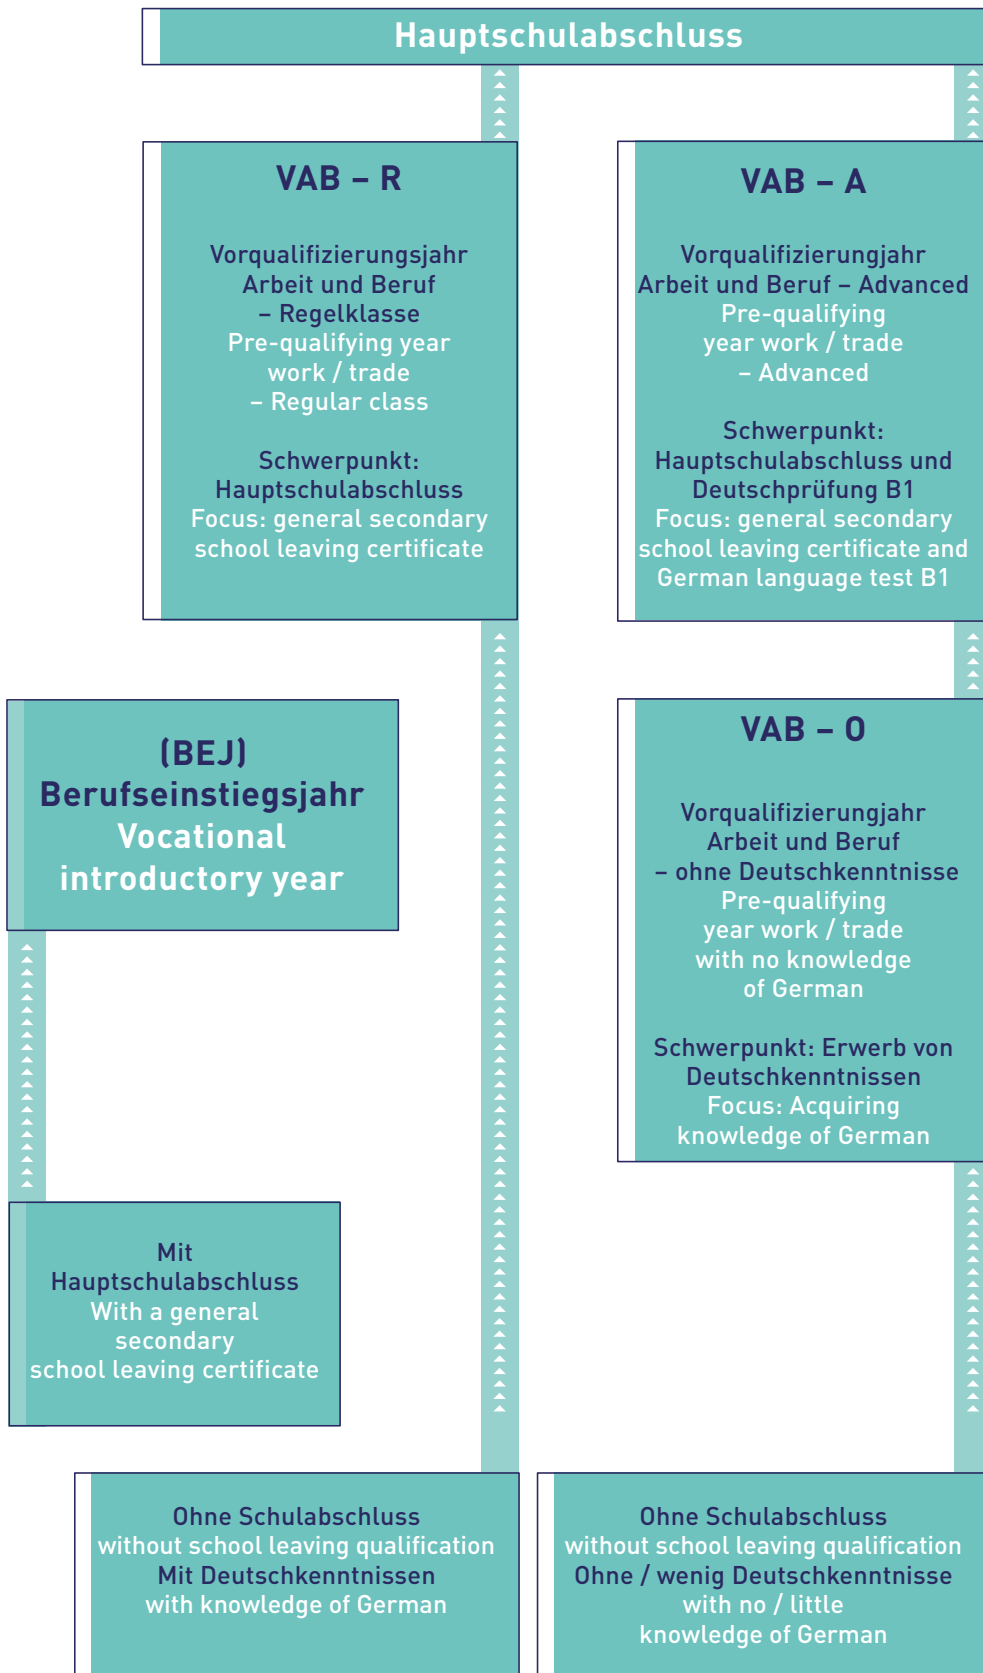 Hauptschulabschluss
VAB – R
Vorqualifizierungsjahr
Arbeit und Beruf
– Regelklasse
Pre-qualifying year
work / trade
– Regular class
Schwerpunkt:
Hauptschulabschluss
Focus: general secondary
school leaving certificate
VAB – A
Vorqualifizierungjahr
Arbeit und Beruf – Advanced
Pre-qualifying
year work / trade
– Advanced
Schwerpunkt:
Hauptschulabschluss und
Deutschprüfung B1
Focus: general secondary
school leaving certificate and
German language test B1
(BEJ)
Berufseinstiegsjahr
Vocational
introductory year
VAB – O
Vorqualifizierungjahr
Arbeit und Beruf
– ohne Deutschkenntnisse
Pre-qualifying
year work / trade
with no knowledge
of German
Schwerpunkt: Erwerb von
Deutschkenntnissen
Focus: Acquiring
knowledge of German
Mit
Hauptschulabschluss
With a general
secondary
school leaving certificate
Ohne Schulabschluss
without school leaving qualification
Mit Deutschkenntnissen
with knowledge of German
Ohne Schulabschluss
without school leaving qualification
Ohne / wenig Deutschkenntnisse
with no / little
knowledge of German